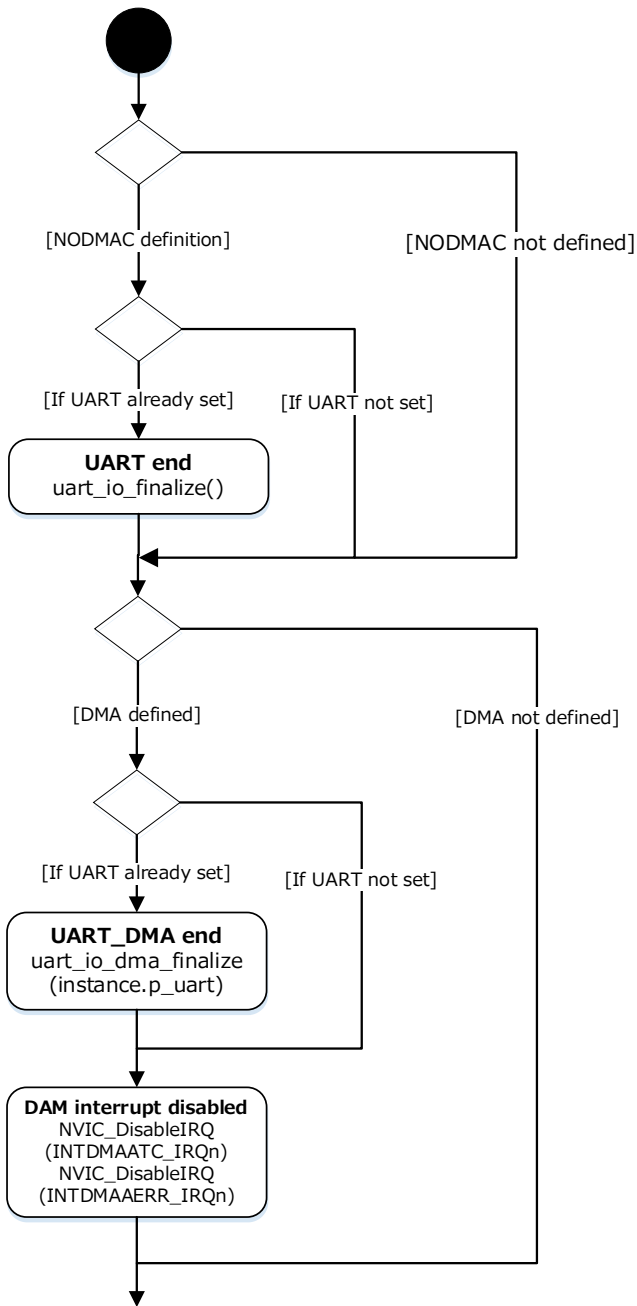 [NODMAC definition]
[NODMAC not defined]
[If UART already set]
[If UART not set]
UART end
uart_io_finalize()
[DMA defined]
[DMA not defined]
[If UART already set]
[If UART not set]
UART_DMA end
uart_io_dma_finalize
(instance.p_uart)
DAM interrupt disabled
NVIC_DisableIRQ
(INTDMAATC_IRQn)
NVIC_DisableIRQ
(INTDMAAERR_IRQn)